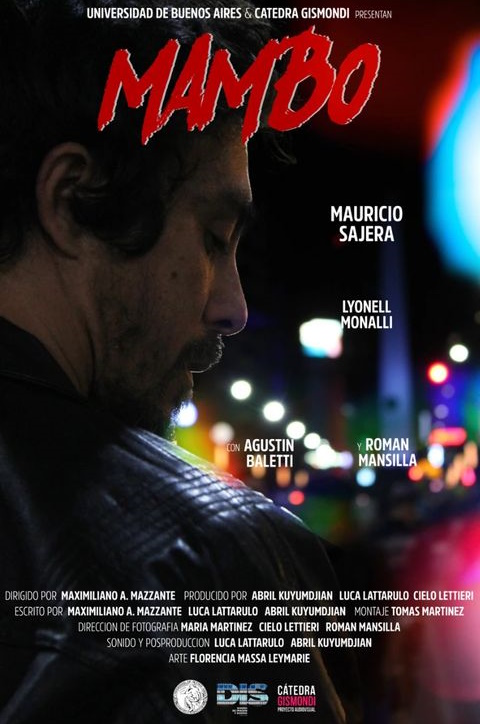 UNIVERSIDAD DE BUENOS AIRES & CATEDRA GISMONDI PRESENTAN
MAMBO
MAURICIO
SAJERA
LYONELL
MONALLI
CON AGUSTIN
BALETTI
Y ROMAN
MANSILLA
DIRIGIDO POR MAXIMILIANO A. MAZZANTE PRODUCIDO POR ABRIL KUYUMDJIAN LUCA LATTARULO CIELO LETTIERI
ESCRITO POR MAXIMILIANO A. MAZZANTE LUCA LATTARULO ABRIL KUYUMDJIAN MONTAJE TOMAS MARTINEZ
DIRECCION DE FOTOGRAFIA MARIA MARTINEZ CIELO LETTIERI ROMAN MANSILLA
SONIDO Y POSPRODUCCION LUCA LATTARULO ABRIL KUYUMDJIAN
ARTE FLORENCIA MASSA LEYMARIE
DIS
CÁTEDRA
GISMONDI
PROYECTO AUDIOVISUAL